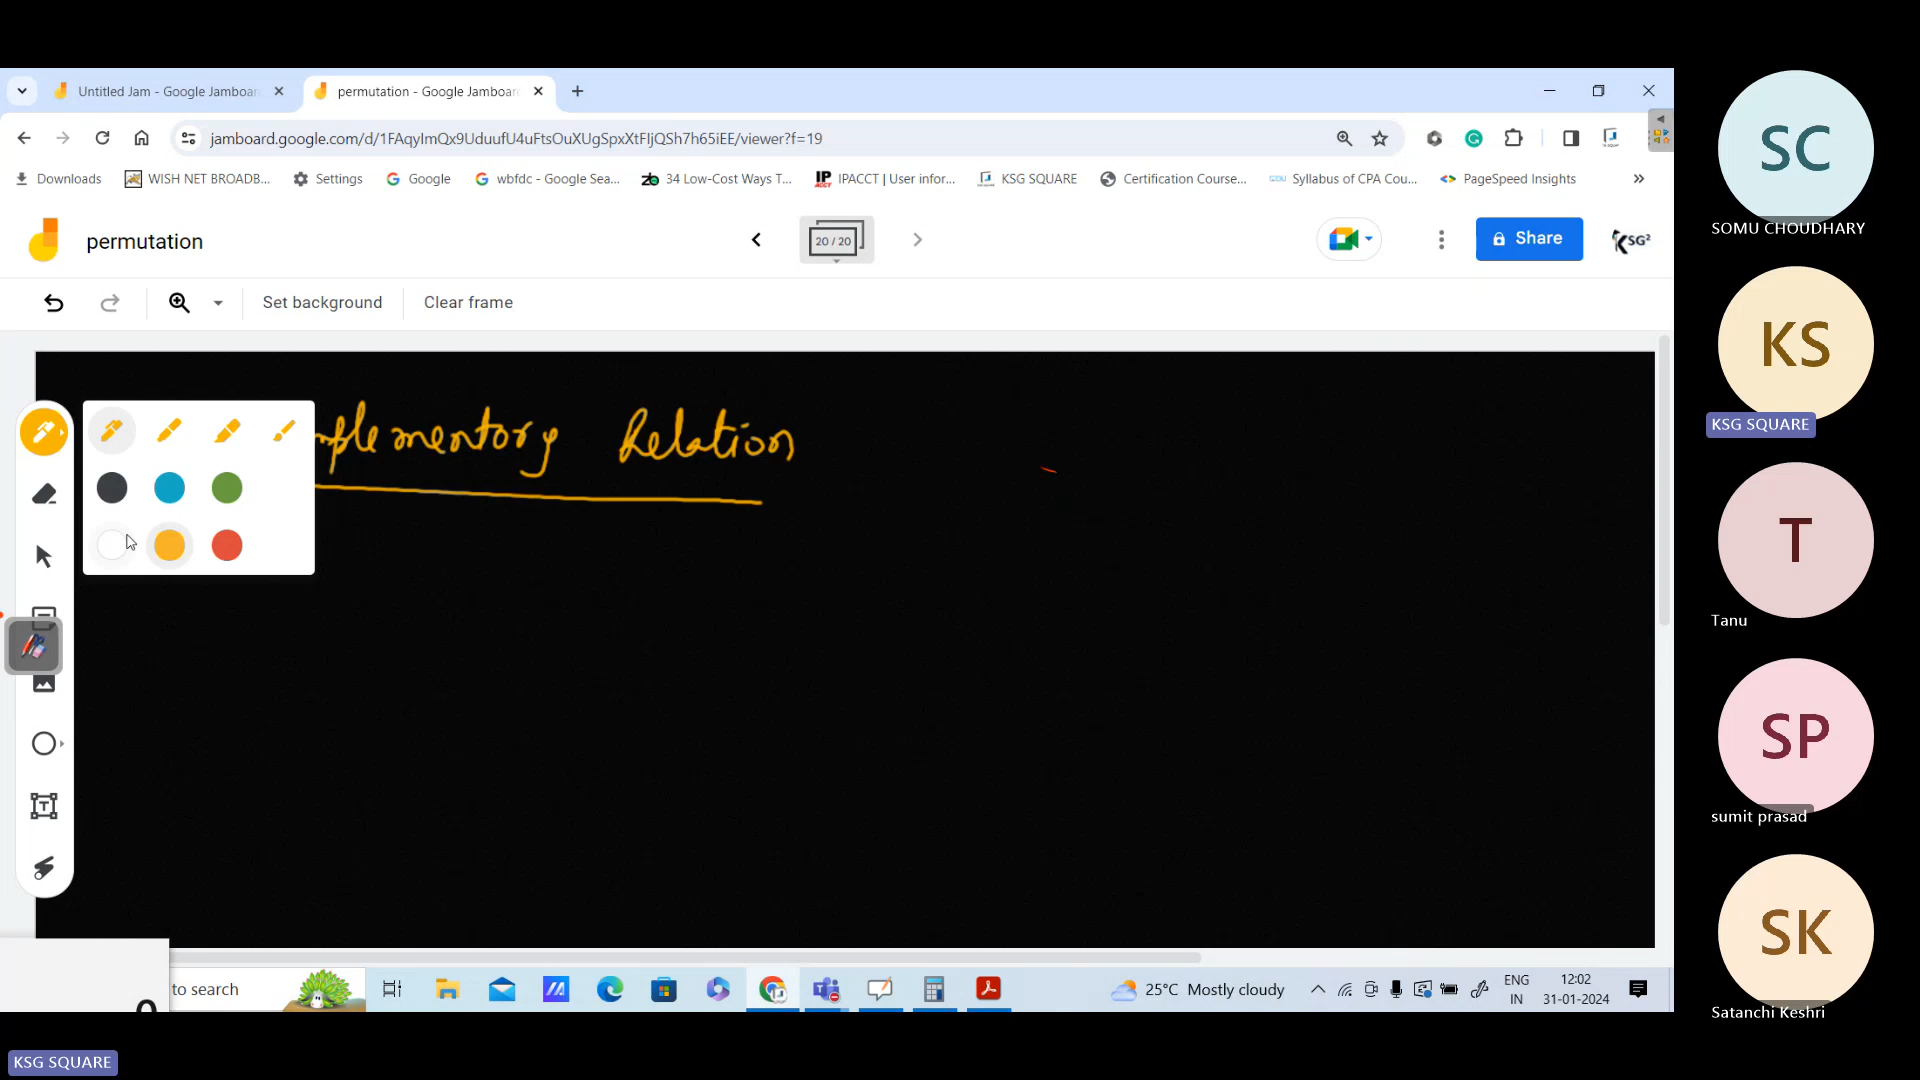 Untitled Jam - Google Jamboar
permutation - Google Jamboar
jamboard.google.com/d/1FAqyImQx9UduufU4uFtsOuXUgSpxXtFIjQSh7h65iEE/viewer?f=19
Downloads
WISH NET BROADB...
Settings
Google
wbfdc - Google Sea...
34 Low-Cost Ways T...
IPACCT | User infor...
KSG SQUARE
Certification Course...
Syllabus of CPA Cou...
PageSpeed Insights
permutation
20 / 20
Share
KSG²
Set background
Clear frame
mplementory Relation
to search
25°C Mostly cloudy
ENG
IN
12:02
31-01-2024
SC
SOMU CHOUDHARY
KS
KSG SQUARE
T
Tanu
SP
sumit prasad
SK
Satanchi Keshri
KSG SQUARE